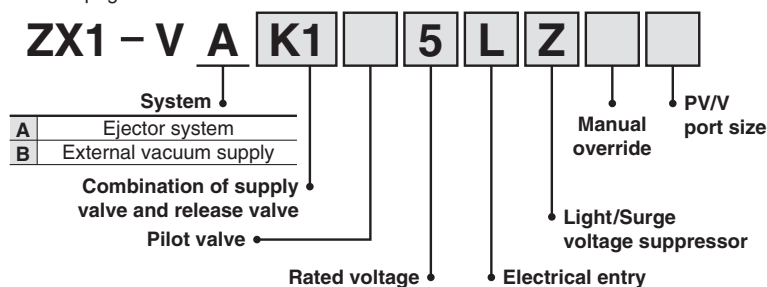 ZX1 – V A K1 5 L Z
System
A Ejector system
B External vacuum supply
Combination of supply
valve and release valve
Pilot valve
Rated voltage
Electrical entry
Light/Surge
voltage suppressor
Manual
override
PV/V
port size